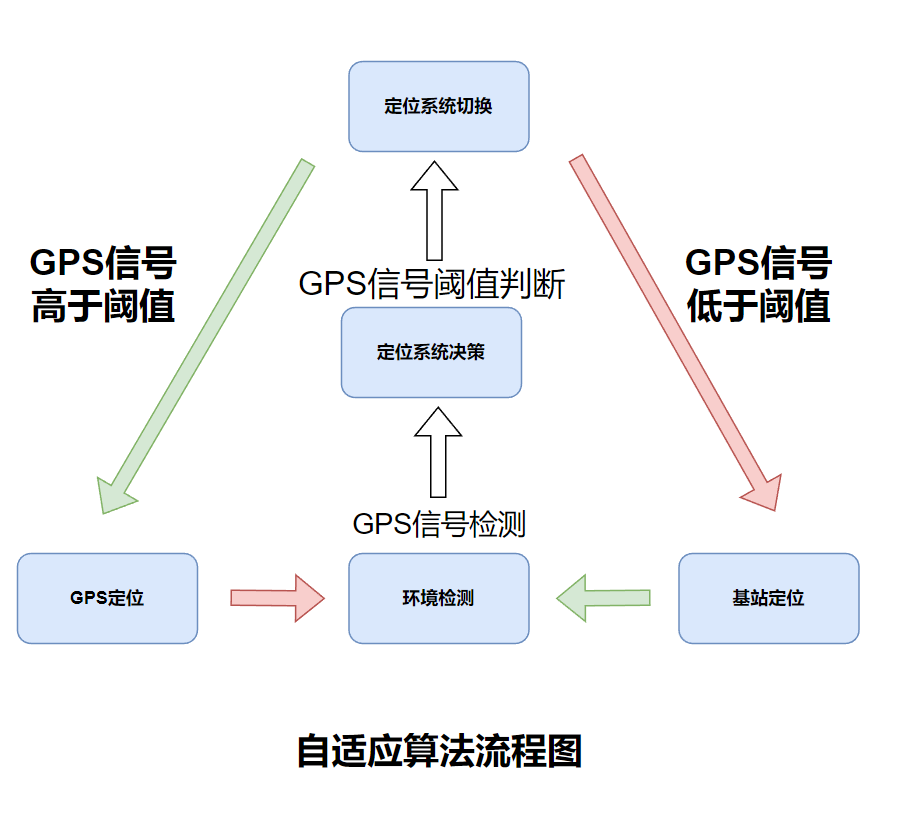 定位系统切换
GPS信号
高于阈值
GPS信号
低于阈值
GPS信号阈值判断
定位系统决策
GPS信号检测
GPS定位
环境检测
基站定位
自适应算法流程图